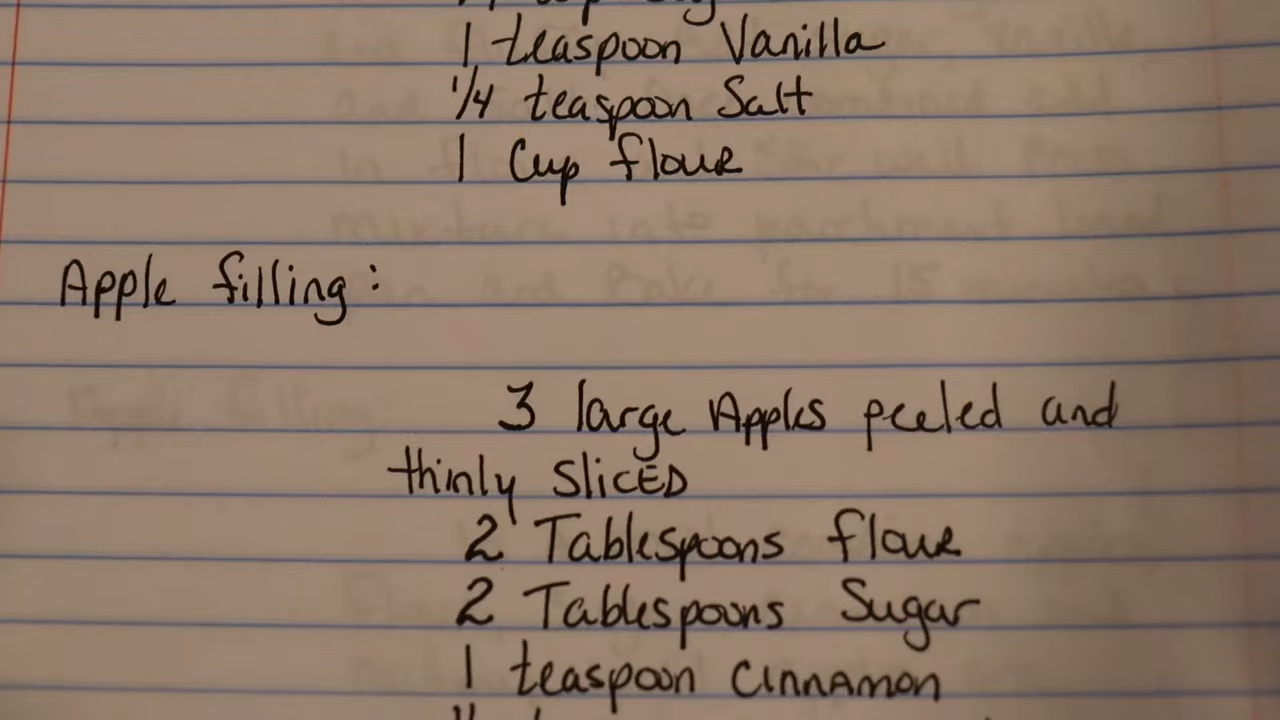 1 teaspoon Vanilla
1/4 teaspoon Salt
1 Cup flour
Apple filling:
3 large Apples peeled and
thinly SlicED
2 Tablespoons flour
2 Tablespoons Sugar
1 teaspoon CinnAmon